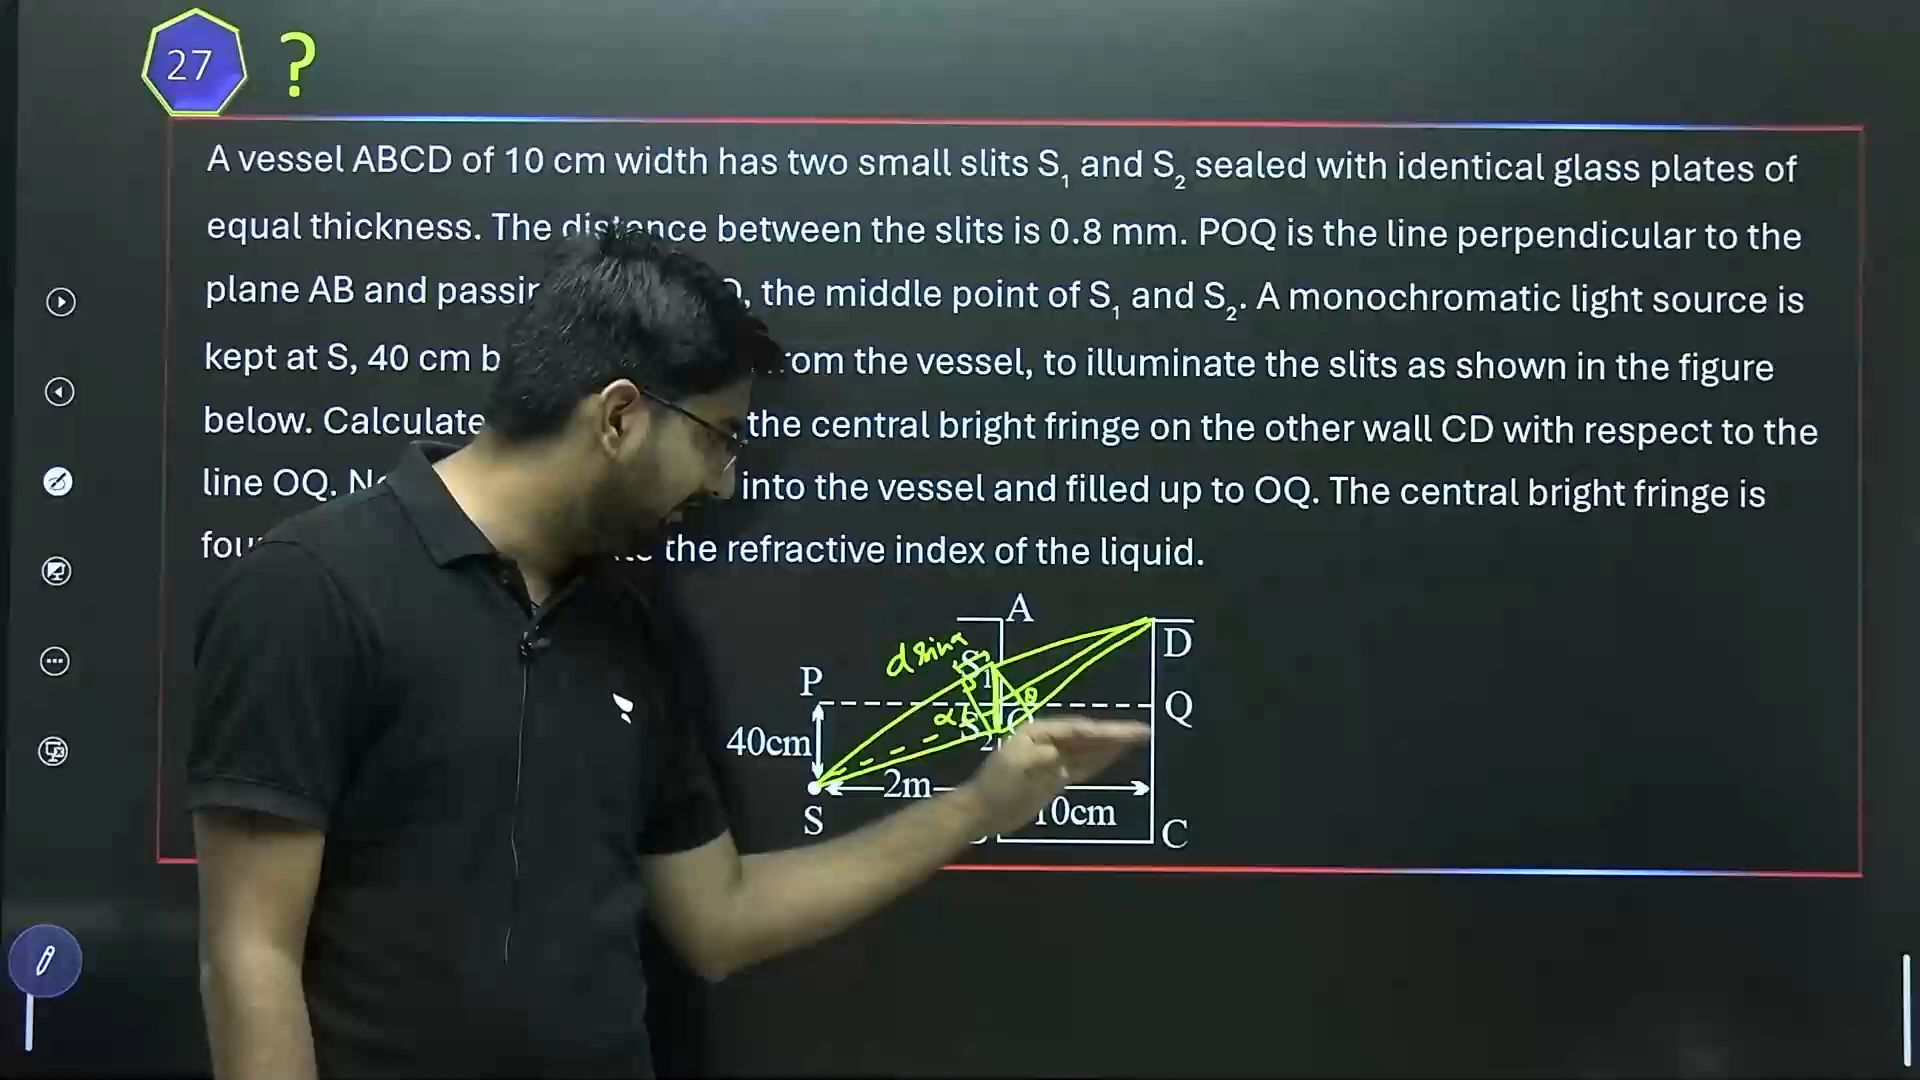 27 ?
A vessel ABCD of 10 cm width has two small slits S₁ and S₂ sealed with identical glass plates of
equal thickness. The distance between the slits is 0.8 mm. POQ is the line perpendicular to the
plane AB and the middle point of S₁ and S₂. A monochromatic light source is
kept at S, 40 cm from the vessel, to illuminate the slits as shown in the figure
below. Calculate the central bright fringe on the other wall CD with respect to the
line OQ. into the vessel and filled up to OQ. The central bright fringe is
the refractive index of the liquid.
A
d sin α
S₁
D
P
θ
Q
α
S₂
40cm
2m
10cm
S
C